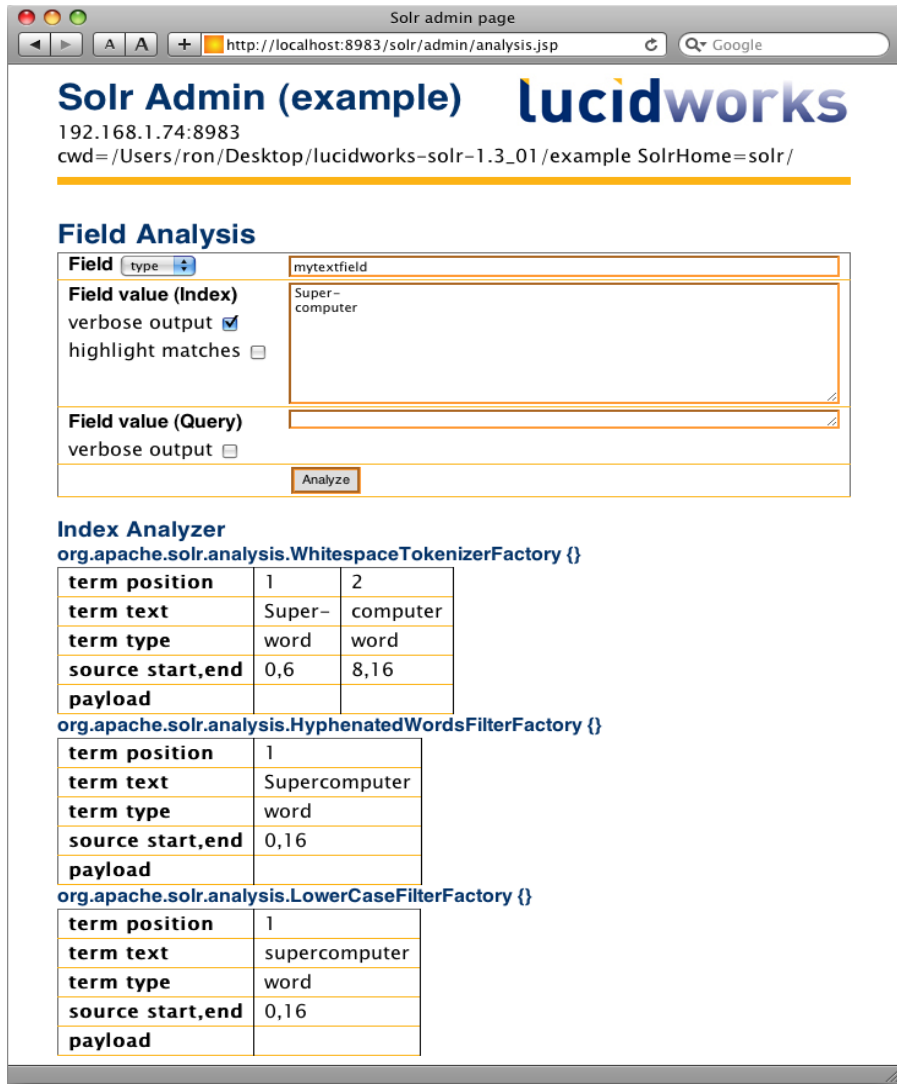 Solr admin page
A A + http://localhost:8983/solr/admin/analysis.jsp Google
Solr Admin (example) lucidworks
192.168.1.74:8983
cwd=/Users/ron/Desktop/lucidworks-solr-1.3_01/example SolrHome=solr/
Field Analysis
Field type mytextfield
Field value (Index) Super-
computer
verbose output
highlight matches
Field value (Query)
verbose output
Analyze
Index Analyzer
org.apache.solr.analysis.WhitespaceTokenizerFactory {}
term position 1 2
term text Super- computer
term type word word
source start,end 0,6 8,16
payload
org.apache.solr.analysis.HyphenatedWordsFilterFactory {}
term position 1
term text Supercomputer
term type word
source start,end 0,16
payload
org.apache.solr.analysis.LowerCaseFilterFactory {}
term position 1
term text supercomputer
term type word
source start,end 0,16
payload